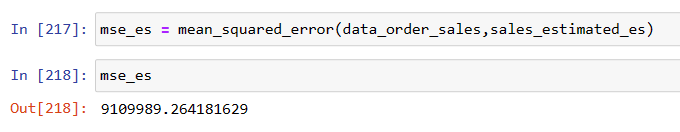 In [217]: mse_es = mean_squared_error(data_order_sales,sales_estimated_es)
In [218]: mse_es
Out[218]: 9109989.264181629